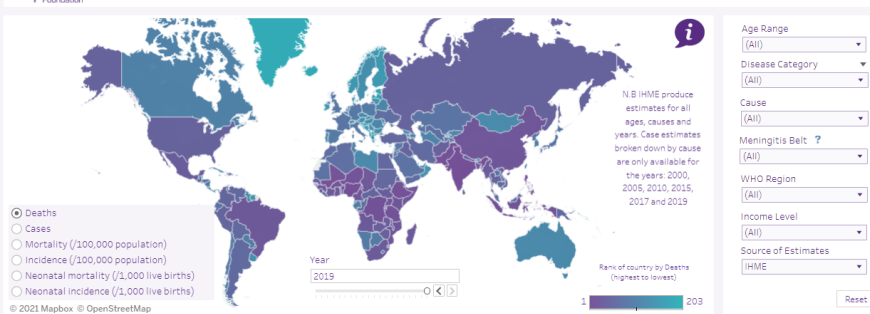 Foundation
i
N.B IHME produce
estimates for all
ages, causes and
years. Case estimates
broken down by cause
are only available for
the years: 2000,
2005, 2010, 2015,
2017 and 2019
Deaths
Cases
Mortality (/100,000 population)
Incidence (/100,000 population)
Neonatal mortality (/1,000 live births)
Neonatal Incidence (/1,000 live births)
© 2021 Mapbox © OpenStreetMap
Year
2019
Rank of country by Deaths
(highest to lowest)
1 203
Age Range
(All)
Disease Category
(All)
Cause
(All)
Meningitis Belt ?
(All)
WHO Region
(All)
Income Level
(All)
Source of Estimates
IHME
Reset